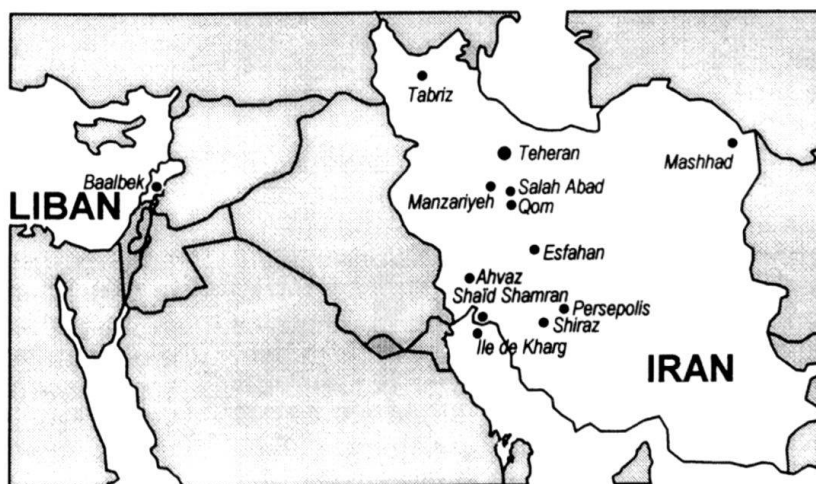 Tabriz
Teheran
Mashhad
Baalbek
LIBAN
Manzariyeh
Salah Abad
Qom
Esfahan
Ahvaz
Shaïd Shamran
Persepolis
Shiraz
Ile de Kharg
IRAN